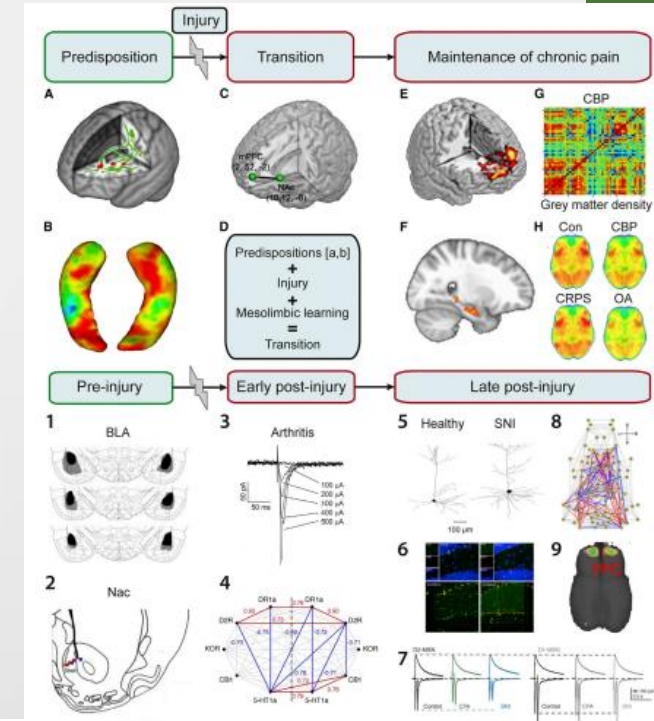 Injury
Predisposition
Transition
Maintenance of chronic pain
A
C
E
G
CBP
mPFC
NAc
Grey matter density
B
D
Predispositions [a,b]
+
Injury
+
Mesolimbic learning
=
Transition
F
H
Con
CBP
CRPS
OA
Pre-injury
Early post-injury
Late post-injury
1
BLA
3
Arthritis
50 pA
50 ms
100 µA
200 µA
300 µA
400 µA
500 µA
5
Healthy
SNI
100 µm
8
6
9
PFC
2
Nac
4
DR1a
DR1a
D2R
D2R
KOR
KOR
CB1
CB1
5-HT1a
5-HT1a
7
Control
CFA
Control
CFA